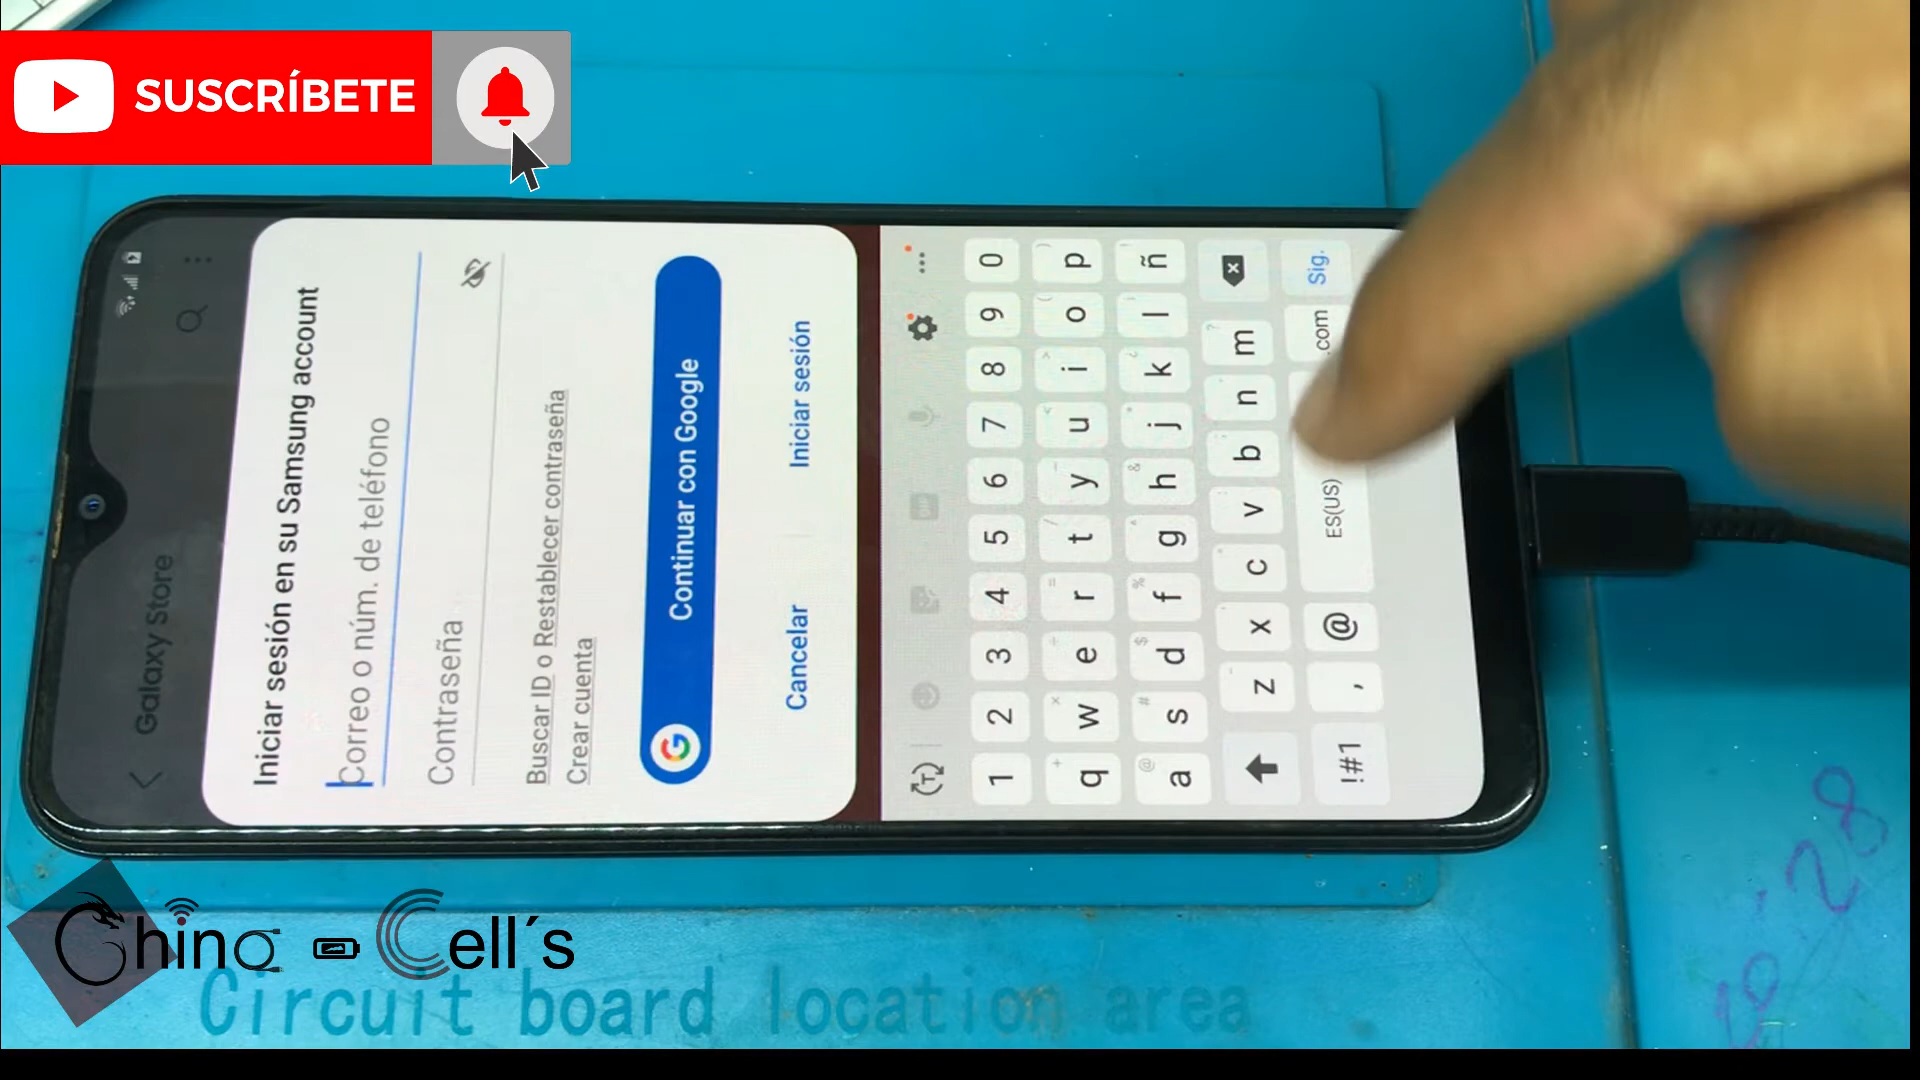 SUSCRÍBETE
Galaxy Store
Iniciar sesión en su Samsung account
Correo o núm. de teléfono
Contraseña
Buscar ID o Restablecer contraseña
Crear cuenta
G Continuar con Google
Cancelar
Iniciar sesión
1 2 3 4 5 6 7 8 9 0
q w e r t y u i o p
a s d f g h j k l ñ
z x c v b n m
!#1 , @ ES(US) .com Sig.
China - Cell´s
Circuit board location area